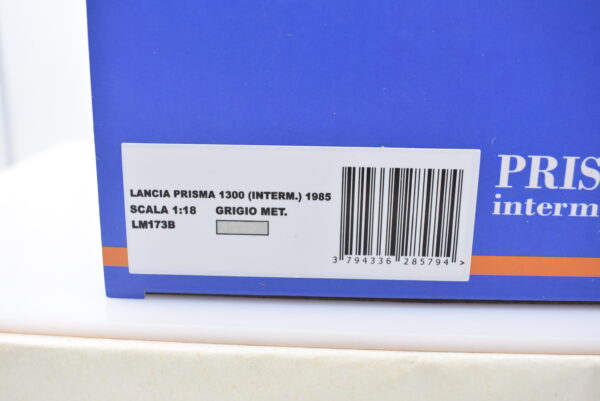 LANCIA PRISMA 1300 (INTERM.) 1985
SCALA 1:18 GRIGIO MET.
LM173B
3 794336 285794 >
PRIS
interm